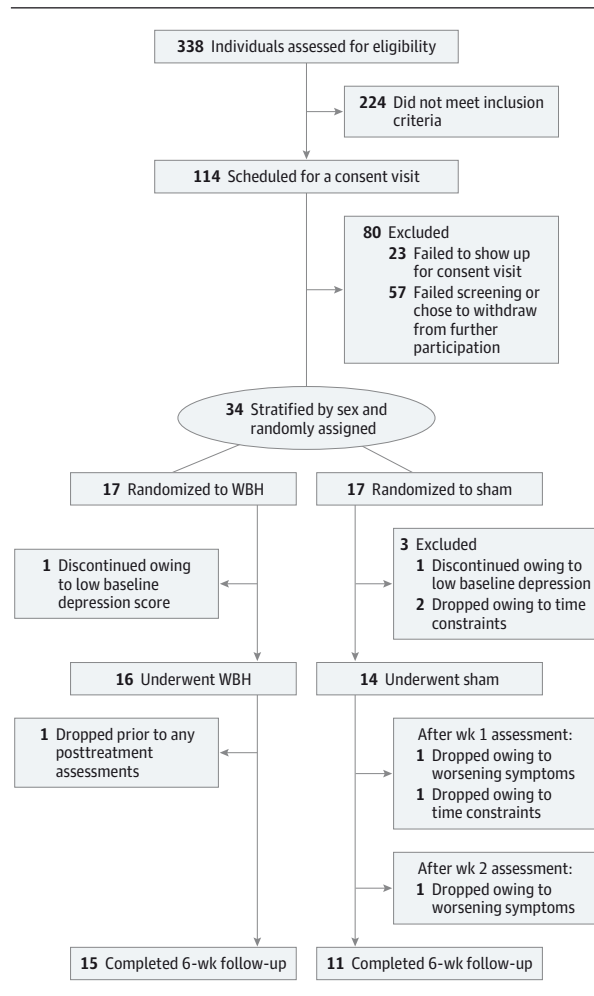 338 Individuals assessed for eligibility
224 Did not meet inclusion
criteria
114 Scheduled for a consent visit
80 Excluded
23 Failed to show up
for consent visit
57 Failed screening or
chose to withdraw
from further
participation
34 Stratified by sex and
randomly assigned
17 Randomized to WBH
17 Randomized to sham
1 Discontinued owing
to low baseline
depression score
3 Excluded
1 Discontinued owing to
low baseline depression
2 Dropped owing to time
constraints
16 Underwent WBH
14 Underwent sham
1 Dropped prior to any
posttreatment
assessments
After wk 1 assessment:
1 Dropped owing to
worsening symptoms
1 Dropped owing to
time constraints
After wk 2 assessment:
1 Dropped owing to
worsening symptoms
15 Completed 6-wk follow-up
11 Completed 6-wk follow-up